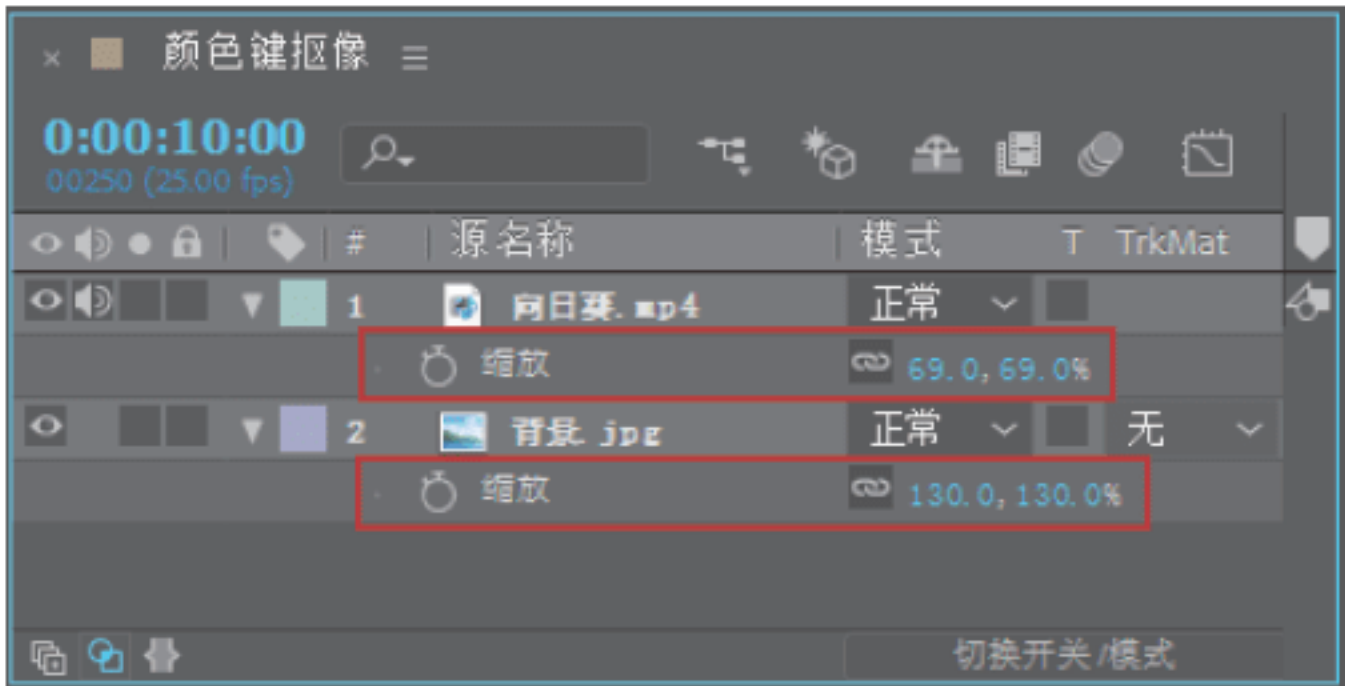 颜色键抠像
0:00:10:00
00250 (25.00 fps)
# 源名称 模式 T TrkMat
1 向日葵.mp4 正常
缩放 69.0, 69.0%
2 背景.jpg 正常 无
缩放 130.0, 130.0%
切换开关/模式